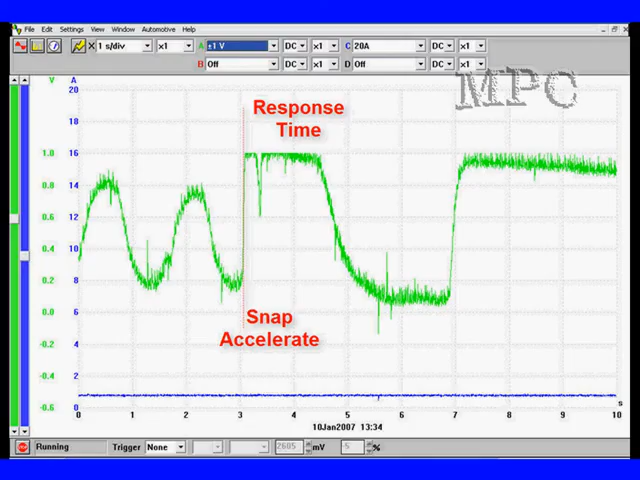 File Edit Settings View Window Automotive Help
X 1 s/div x1 A ±1 V DC x1 C 20A DC x1
B Off DC x1 D Off DC x1
MPC
V A
20
18
1.0 16
0.8 14
0.6 12
0.4 10
0.2 8
0.0 6
-0.2 4
-0.4 2
-0.6 0
Response
Time
Snap
Accelerate
0 1 2 3 4 5 6 7 8 9 10
s
10Jan2007 13:34
STOP Running Trigger None 2605 mV -5 %